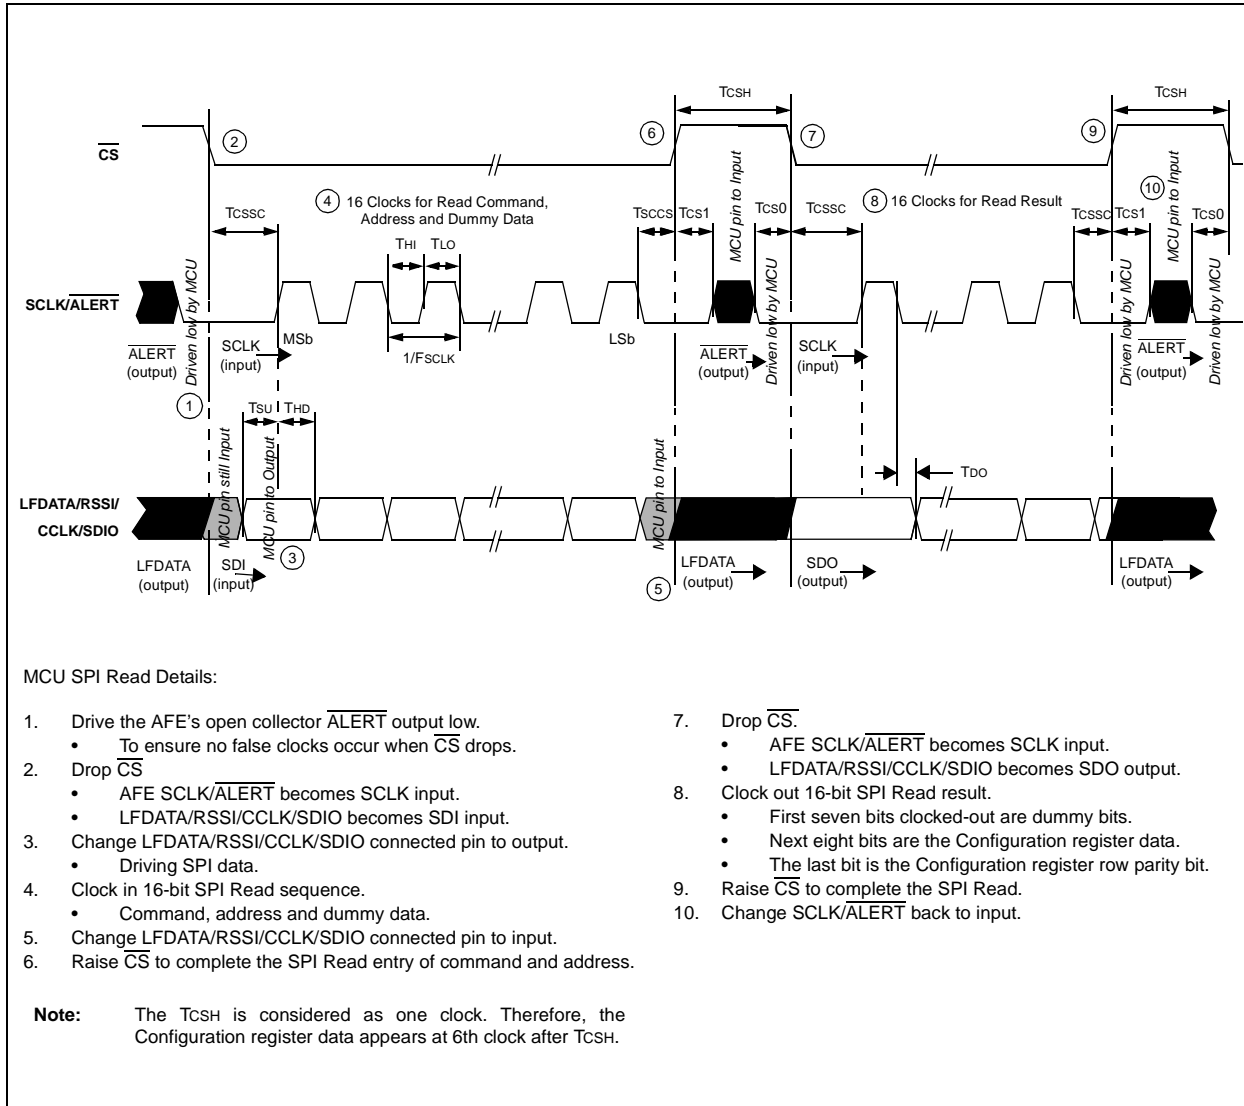 TCSH
TCSH
CS
2
6
7
9
4 16 Clocks for Read Command,
Address and Dummy Data
8 16 Clocks for Read Result
10
MCU pin to Input
MCU pin to Input
TCSSC
THI
TLO
TSCCS
TCS1
TCS0
TCSSC
TCSSC
TCS1
TCS0
SCLK/ALERT
Driven low by MCU
Driven low by MCU
Driven low by MCU
Driven low by MCU
MSb
LSb
1/FSCLK
ALERT
(output)
SCLK
(input)
ALERT
(output)
SCLK
(input)
ALERT
(output)
1
TSU
THD
MCU pin still Input
MCU pin to Output
MCU pin to Input
TDO
LFDATA/RSSI/
CCLK/SDIO
3
LFDATA
(output)
SDI
(input)
5
LFDATA
(output)
SDO
(output)
LFDATA
(output)
MCU SPI Read Details:
1. Drive the AFE's open collector ALERT output low.
• To ensure no false clocks occur when CS drops.
2. Drop CS
• AFE SCLK/ALERT becomes SCLK input.
• LFDATA/RSSI/CCLK/SDIO becomes SDI input.
3. Change LFDATA/RSSI/CCLK/SDIO connected pin to output.
• Driving SPI data.
4. Clock in 16-bit SPI Read sequence.
• Command, address and dummy data.
5. Change LFDATA/RSSI/CCLK/SDIO connected pin to input.
6. Raise CS to complete the SPI Read entry of command and address.
7. Drop CS.
• AFE SCLK/ALERT becomes SCLK input.
• LFDATA/RSSI/CCLK/SDIO becomes SDO output.
8. Clock out 16-bit SPI Read result.
• First seven bits clocked-out are dummy bits.
• Next eight bits are the Configuration register data.
• The last bit is the Configuration register row parity bit.
9. Raise CS to complete the SPI Read.
10. Change SCLK/ALERT back to input.
Note: The TCSH is considered as one clock. Therefore, the
Configuration register data appears at 6th clock after TCSH.